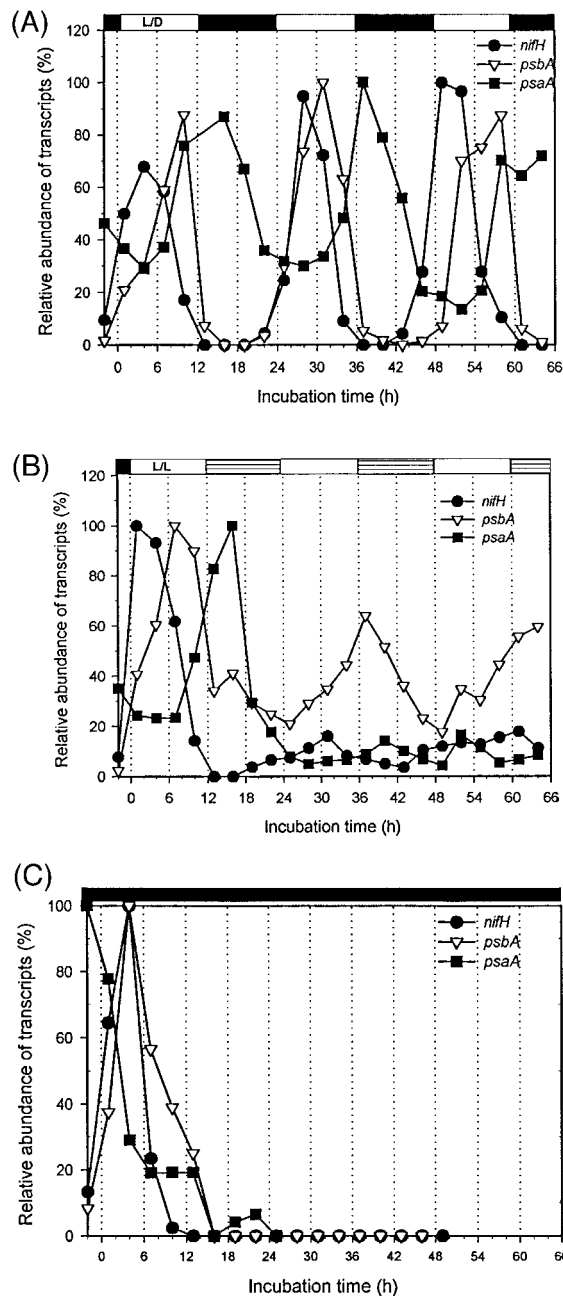 (A)
L/D
120
100
80
60
40
20
0
Relative abundance of transcripts (%)
nifH
psbA
psaA
0 6 12 18 24 30 36 42 48 54 60 66
Incubation time (h)
(B)
L/L
120
100
80
60
40
20
0
Relative abundance of transcripts (%)
nifH
psbA
psaA
0 6 12 18 24 30 36 42 48 54 60 66
Incubation time (h)
(C)
100
80
60
40
20
0
Relative abundance of transcripts (%)
nifH
psbA
psaA
0 6 12 18 24 30 36 42 48 54 60 66
Incubation time (h)